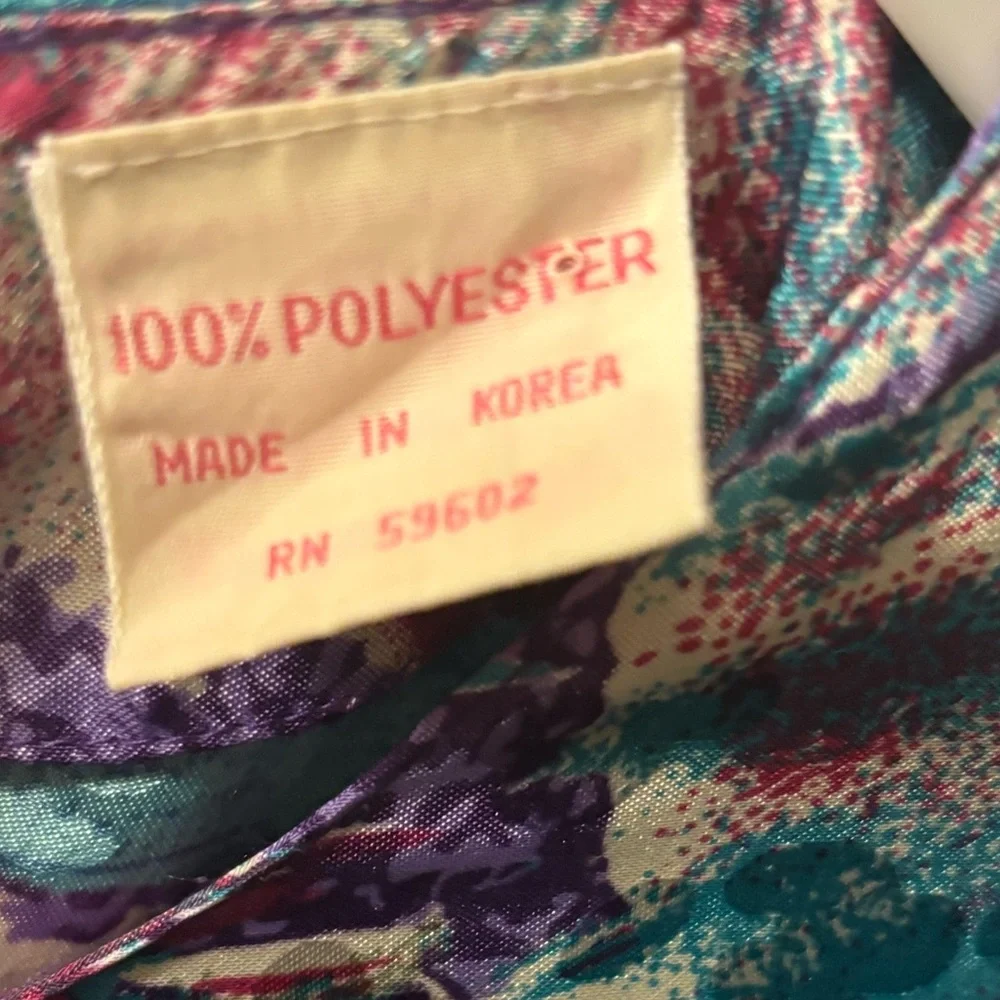 100% POLYESTER
MADE IN KOREA
RN 59602